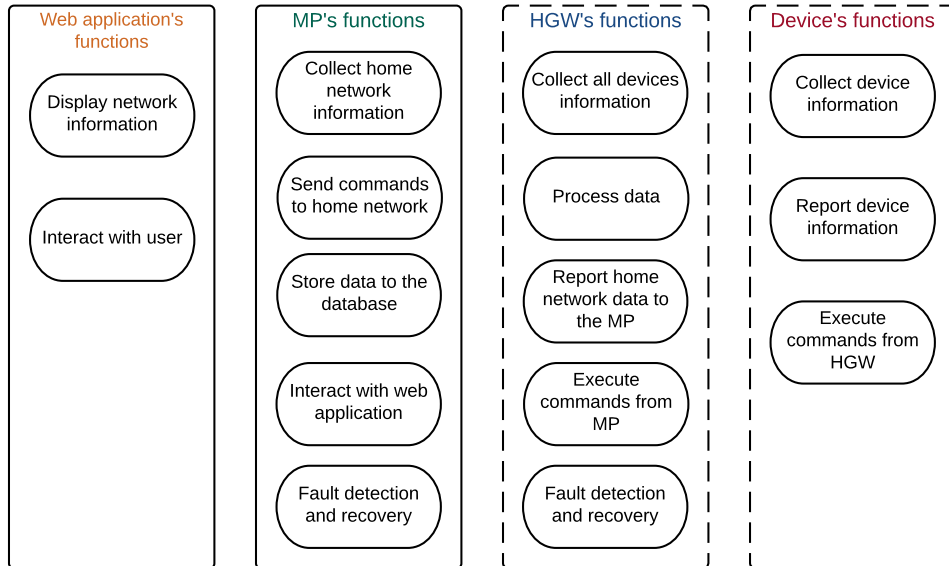 Web application's
functions
Display network
information
Interact with user
MP's functions
Collect home
network
information
Send commands
to home network
Store data to the
database
Interact with web
application
Fault detection
and recovery
HGW's functions
Collect all devices
information
Process data
Report home
network data to
the MP
Execute
commands from
MP
Fault detection
and recovery
Device's functions
Collect device
information
Report device
information
Execute
commands from
HGW